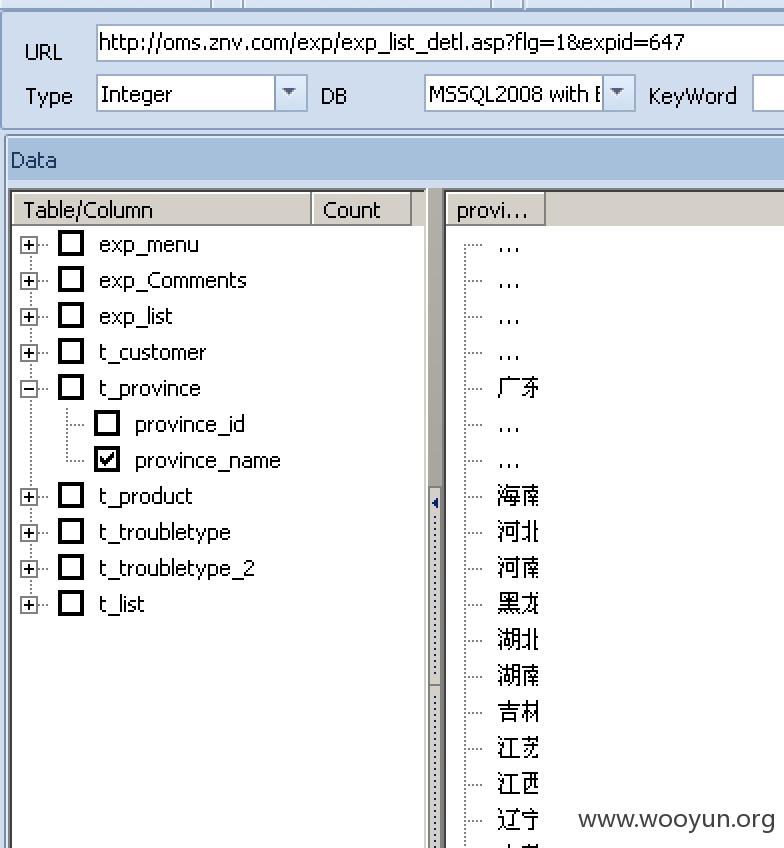 URL http://oms.znv.com/exp/exp_list_detl.asp?flg=1&expid=647
Type Integer DB MSSQL2008 with E KeyWord
Data
Table/Column Count provi...
exp_menu ...
exp_Comments ...
exp_list ...
t_customer ...
t_province 广东
province_id ...
province_name ...
t_product 海南
t_troubletype 河北
t_troubletype_2 河南
t_list 黑龙
湖北
湖南
吉林
江苏
江西
辽宁
www.wooyun.org